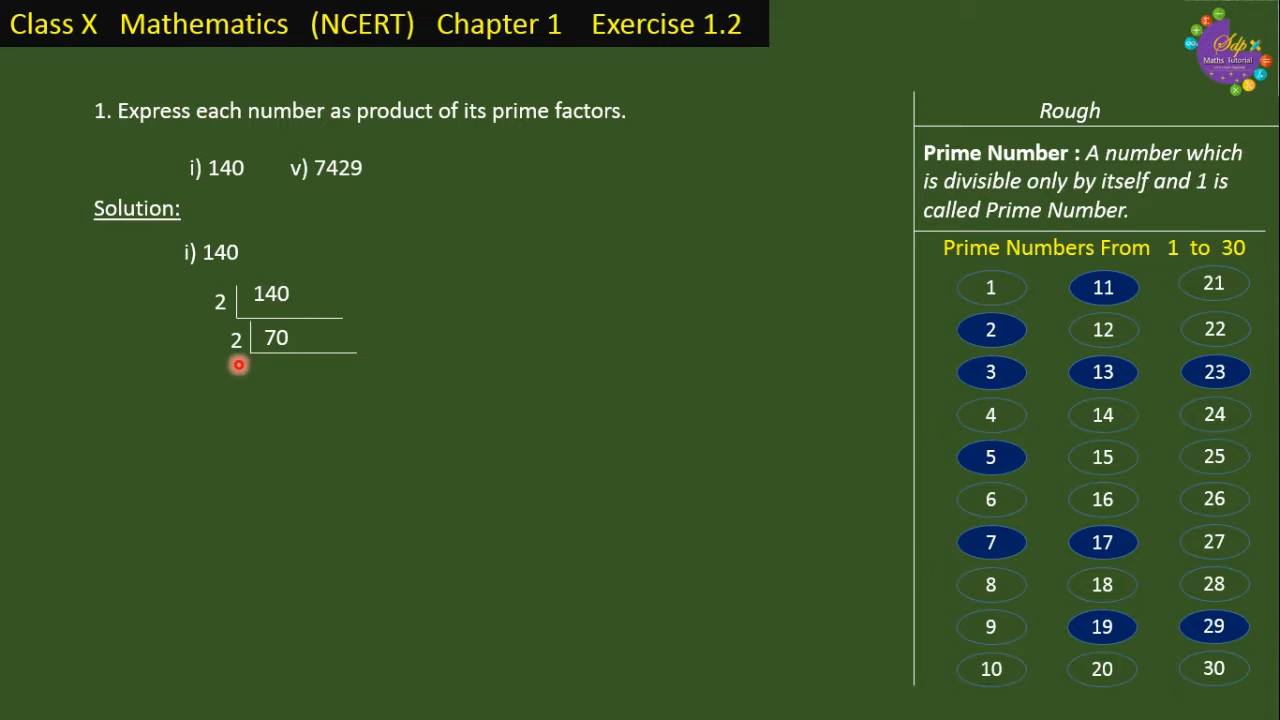 Class X Mathematics (NCERT) Chapter 1 Exercise 1.2
Sdp
Maths Tutorial
1. Express each number as product of its prime factors.
i) 140 v) 7429
Solution:
i) 140
2 140
2 70
Rough
Prime Number : A number which
is divisible only by itself and 1 is
called Prime Number.
Prime Numbers From 1 to 30
1 11 21
2 12 22
3 13 23
4 14 24
5 15 25
6 16 26
7 17 27
8 18 28
9 19 29
10 20 30